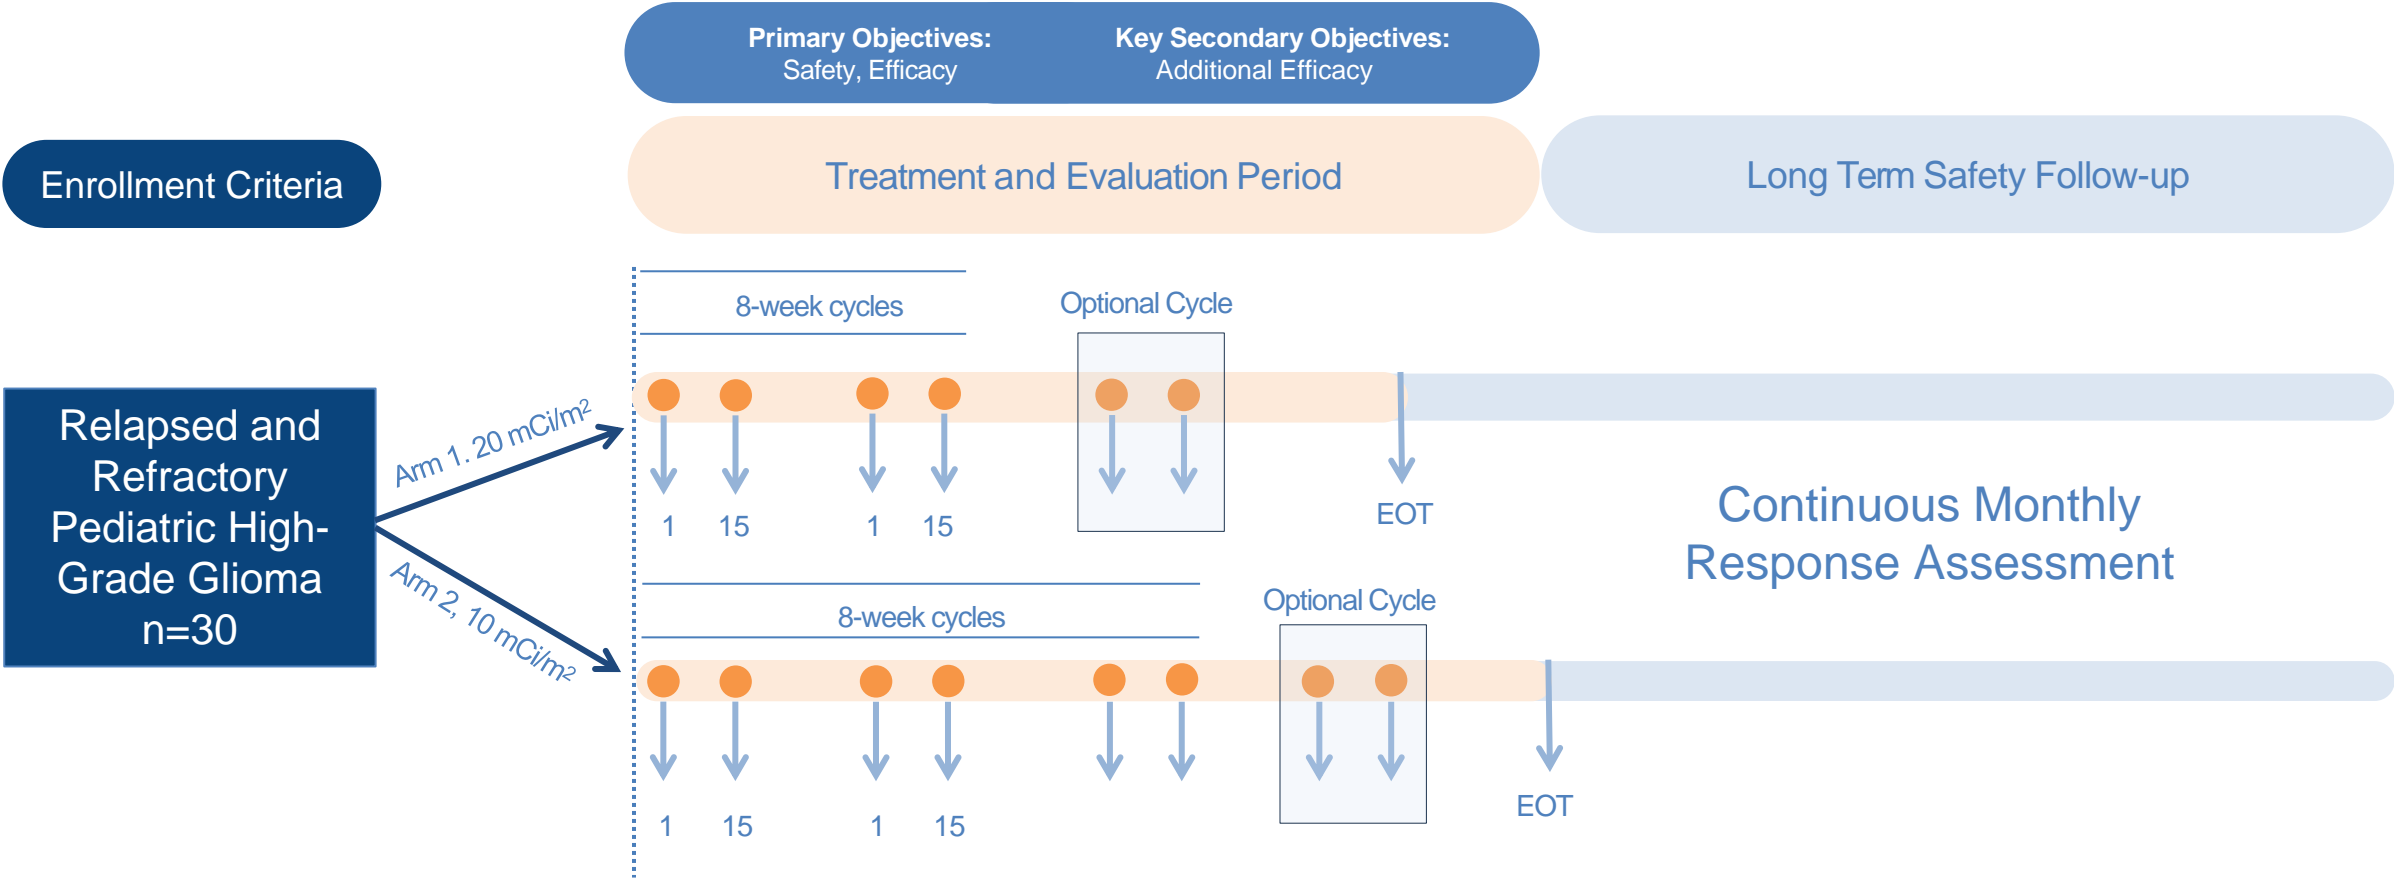 Primary Objectives:
Safety, Efficacy
Key Secondary Objectives:
Additional Efficacy
Enrollment Criteria
Treatment and Evaluation Period
Long Term Safety Follow-up
8-week cycles
Optional Cycle
Relapsed and
Refractory
Pediatric High-
Grade Glioma
n=30
Arm 1. 20 mCi/m²
1 15 1 15
EOT
Continuous Monthly
Response Assessment
Arm 2, 10 mCi/m²
8-week cycles
Optional Cycle
1 15 1 15
EOT